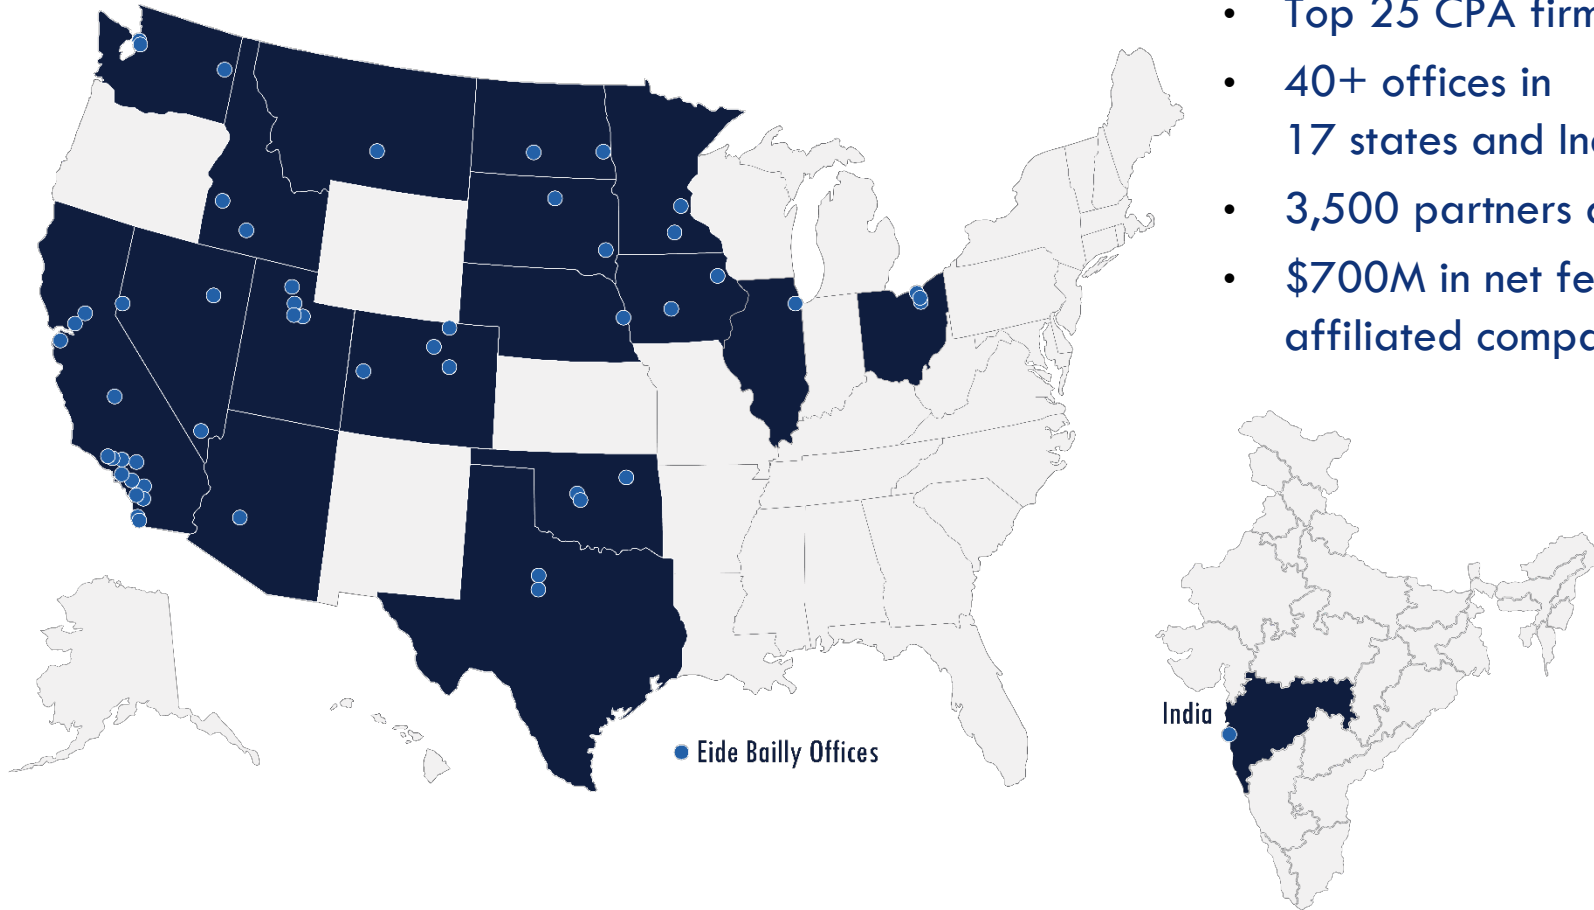 • Top 25 CPA firm
• 40+ offices in
17 states and In
• 3,500 partners
• $700M in net fe
affiliated compa
India
Eide Bailly Offices